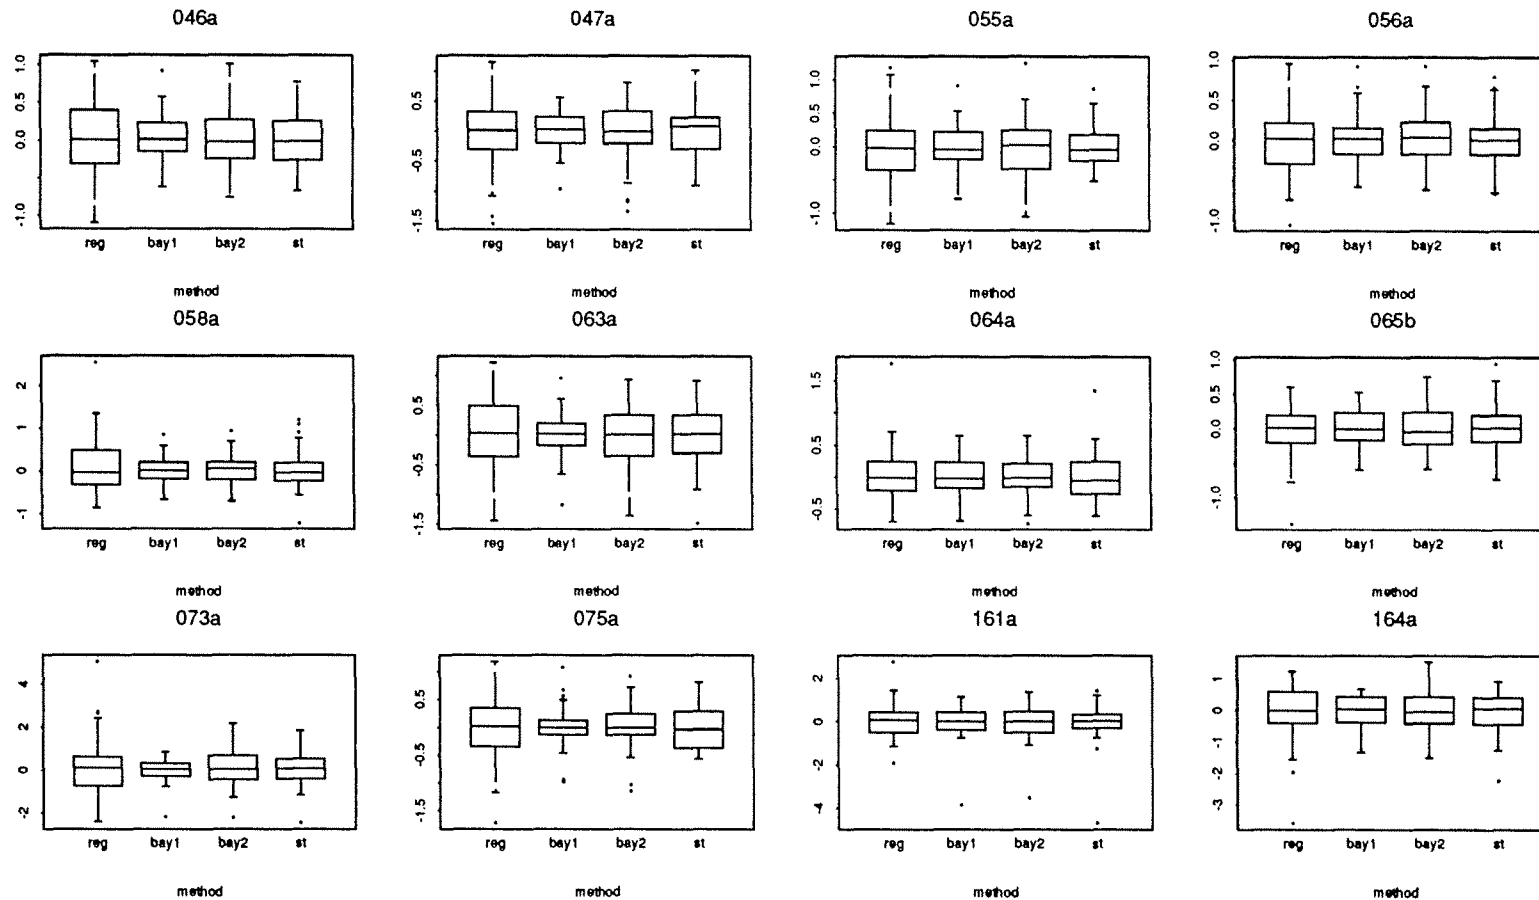 046a 047a 055a 056a
1.0 0.5 0.0 -1.0
0.5 -0.5 -1.5
1.0 0.5 0.0 -1.0
1.0 0.5 0.0 -1.0
reg bay1 bay2 st reg bay1 bay2 st reg bay1 bay2 st reg bay1 bay2 st
method method method method
058a 063a 064a 065b
2 1 0 -1
0.5 -0.5 -1.5
1.5 0.5 -0.5
1.0 0.5 0.0 -1.0
reg bay1 bay2 st reg bay1 bay2 st reg bay1 bay2 st reg bay1 bay2 st
method method method method
073a 075a 161a 164a
4 2 0 -2
0.5 -0.5 -1.5
2 0 -2 -4
1 0 -1 -2 -3
reg bay1 bay2 st reg bay1 bay2 st reg bay1 bay2 st reg bay1 bay2 st
method method method method